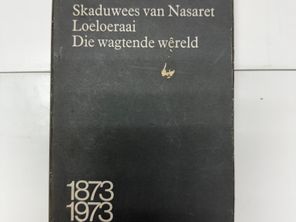 Skaduwees van Nasaret
Loeloeraai
Die wagtende wêreld
1873
1973